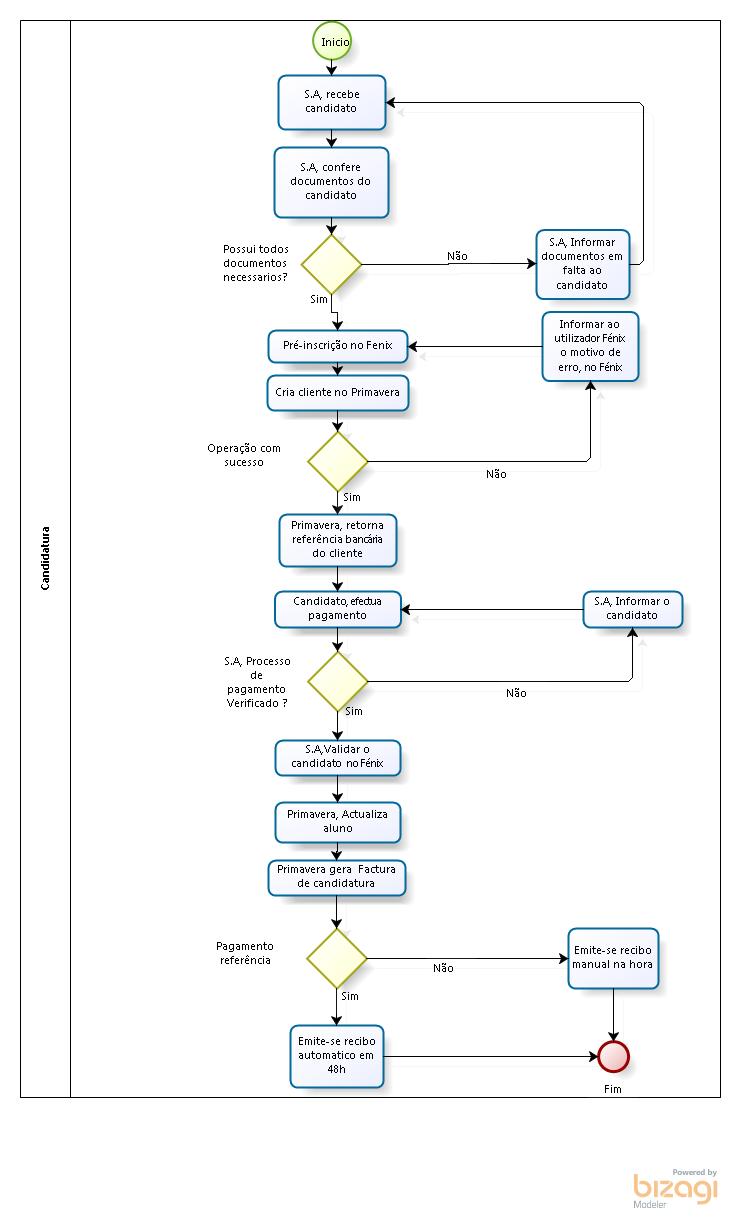 Inicio
S.A, recebe
candidato
S.A, confere
documentos do
candidato
Possui todos
documentos
necessarios?
Não
S.A, Informar
documentos em
falta ao
candidato
Sim
Pré-inscrição no Fenix
Informar ao
utilizador Fénix
o motivo de
erro, no Fénix
Cria cliente no Primavera
Operação com
sucesso
Não
Sim
Primavera, retorna
referência bancária
do cliente
Candidato, efectua
pagamento
S.A, Informar o
candidato
S.A, Processo
de
pagamento
Verificado ?
Não
Sim
S.A,Validar o
candidato no Fénix
Primavera, Actualiza
aluno
Primavera gera Factura
de candidatura
Pagamento
referência
Não
Emite-se recibo
manual na hora
Sim
Emite-se recibo
automatico em
48h
Fim
Candidatura
Powered by
bizagi
Modeler